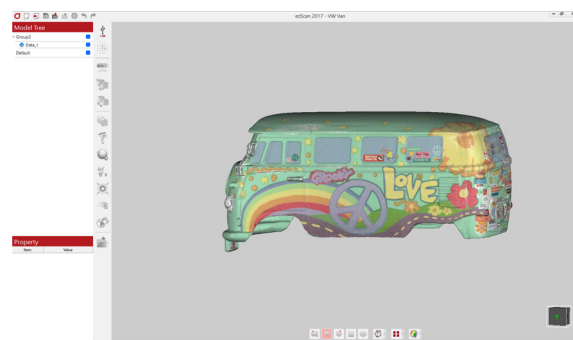 ezScan 2017 - VW Van
Model Tree
Group2
Data_1
Default
Property
Item Value
GROOVY
LOVE